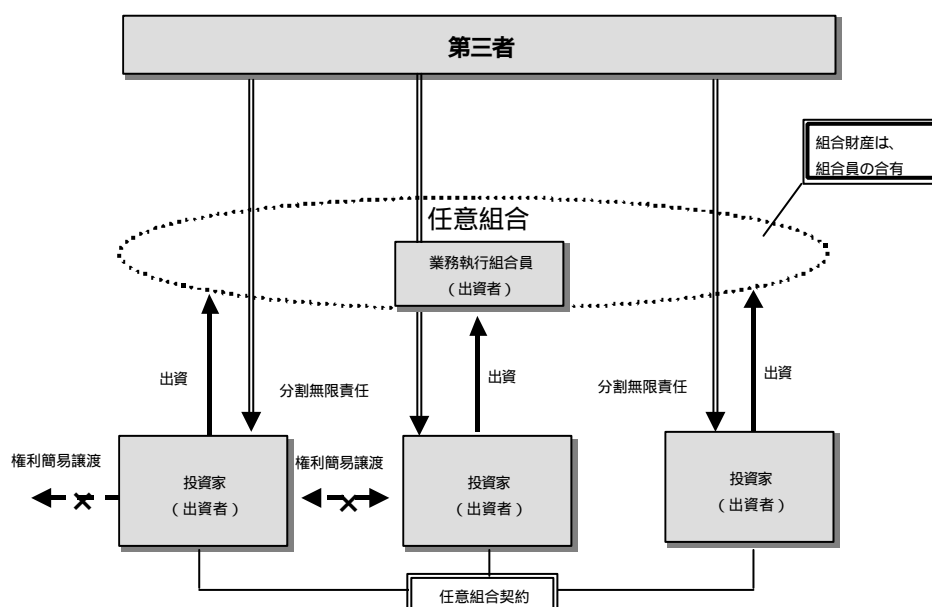 第三者
組合財産は、
組合員の合有
任意組合
業務執行組合員
(出資者)
出資
分割無限責任
出資
分割無限責任
出資
権利簡易譲渡
投資家
(出資者)
権利簡易譲渡
投資家
(出資者)
投資家
(出資者)
任意組合契約